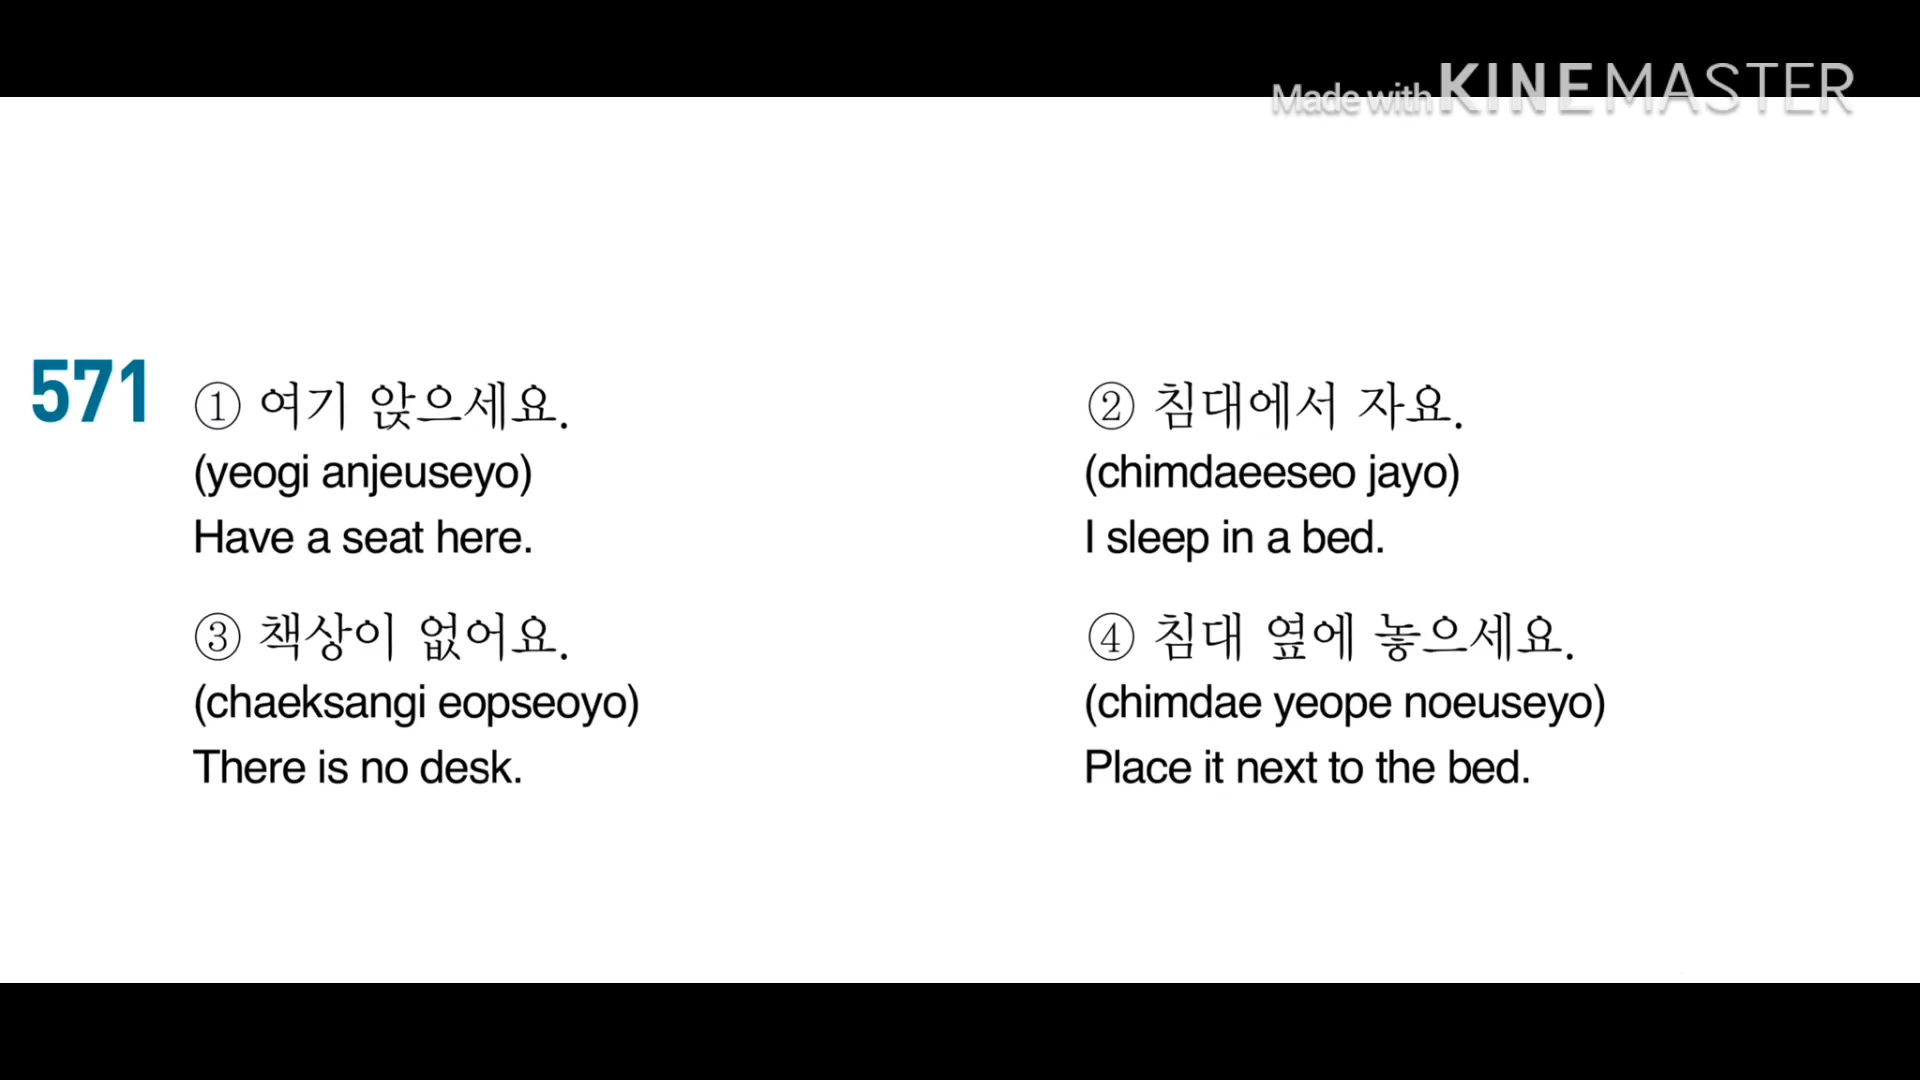 Made with KINEMASTER
571
① 여기 앉으세요.
(yeogi anjeuseyo)
Have a seat here.
② 침대에서 자요.
(chimdaeeseo jayo)
I sleep in a bed.
③ 책상이 없어요.
(chaeksangi eopseoyo)
There is no desk.
④ 침대 옆에 놓으세요.
(chimdae yeope noeuseyo)
Place it next to the bed.